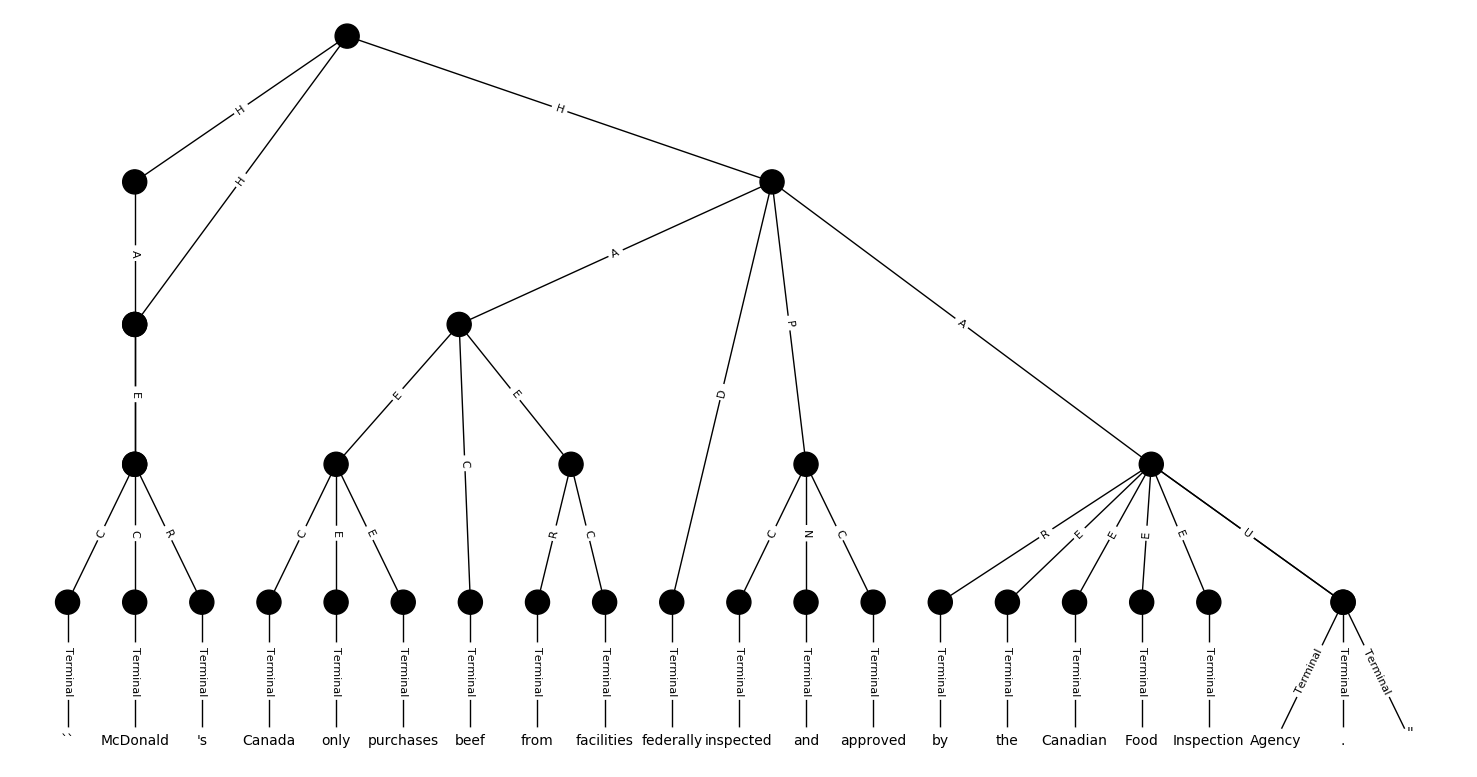 H
H
H
A
A
P
A
E
E
E
D
C
C
C
R
C
E
E
R
C
C
N
C
R
E
E
E
E
U
Terminal Terminal Terminal Terminal Terminal Terminal Terminal Terminal Terminal Terminal Terminal Terminal Terminal Terminal Terminal Terminal Terminal Terminal Terminal Terminal Terminal
`` McDonald 's Canada only purchases beef from facilities federally inspected and approved by the Canadian Food Inspection Agency . "